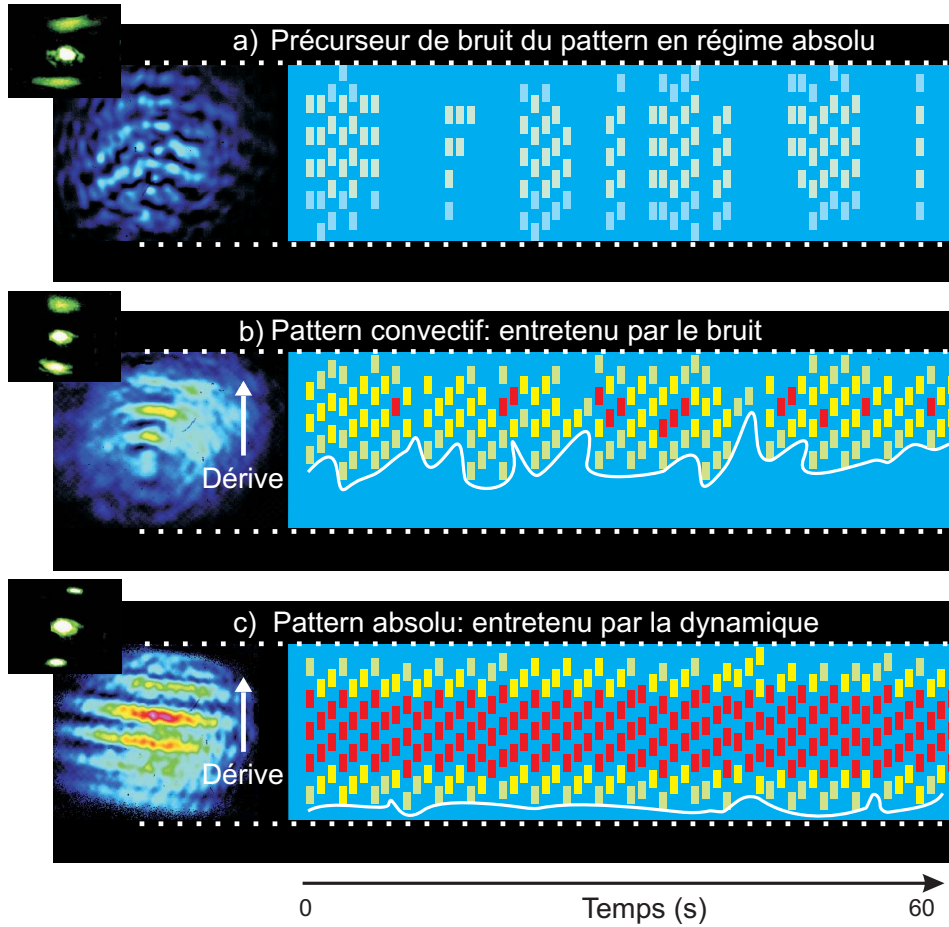 a) Précurseur de bruit du pattern en régime absolu
b) Pattern convectif: entretenu par le bruit
Dérive
c) Pattern absolu: entretenu par la dynamique
Dérive
0 Temps (s) 60